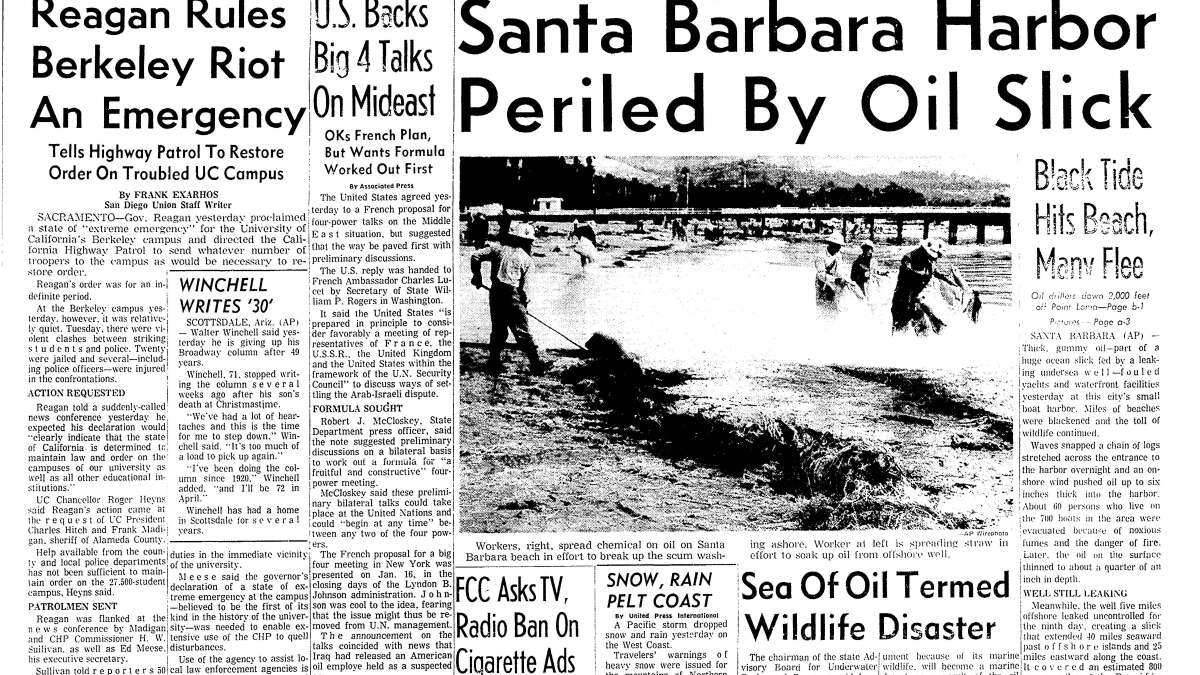 Reagan Rules
Berkeley Riot
An Emergency
Tells Highway Patrol To Restore
Order On Troubled UC Campus
By FRANK EXARHOS
San Diego Union Staff Writer
SACRAMENTO—Gov. Reagan yesterday proclaimed
a state of "extreme emergency" for the University of
California's Berkeley campus and directed the Cali-
fornia Highway Patrol to send whatever number of
troopers to the campus as would be necessary to re-
store order.
Reagan's order was for an in-
definite period.
At the Berkeley campus yes-
terday, however, it was relative-
ly quiet. Tuesday, there were vi-
olent clashes between striking
students and police. Twenty
were jailed and several—includ-
ing police officers—were injured
in the confrontations.
ACTION REQUESTED
Reagan told a suddenly-called
news conference yesterday he
expected his declaration would
"clearly indicate that the state
of California is determined to
maintain law and order on the
campuses of our university as
well as all other educational in-
stitutions."
UC Chancellor Roger Heyns
said Reagan's action came at
the request of UC President
Charles Hitch and Frank Madi-
gan, sheriff of Alameda County.
Help available from the coun-
ty and local police departments
has not been sufficient to main-
tain order on the 27,500-student
campus, Heyns said.
PATROLMEN SENT
Reagan was flanked at the
news conference by Madigan
and CHP Commissioner H. W.
Sullivan, as well as Ed Meese,
his executive secretary.
Sullivan told reporters 50
WINCHELL
WRITES '30'
SCOTTSDALE, Ariz. (AP)
— Walter Winchell said yes-
terday he is giving up his
Broadway column after 49
years.
Winchell, 71, stopped writ-
ing the column several
weeks ago after his son's
death at Christmastime.
"We've had a lot of hear-
taches and this is the time
for me to step down," Win-
chell said. "It's too much of
a load to pick up again."
"I've been doing the col-
umn since 1920," Winchell
added, "and I'll be 72 in
April."
Winchell has had a home
in Scottsdale for several
years.
duties in the immediate vicinity
of the university.
Meese said the governor's
declaration of a state of ex-
treme emergency at the campus
—believed to be the first of its
kind in the history of the univer-
sity—was needed to enable ex-
tensive use of the CHP to quell
disturbances.
Use of the agency to assist lo-
cal law enforcement agencies is
U.S. Backs
Big 4 Talks
On Mideast
OKs French Plan,
But Wants Formula
Worked Out First
By Associated Press
The United States agreed yes-
terday to a French proposal for
four-power talks on the Middle
East situation, but suggested
that the way be paved first with
preliminary discussions.
The U.S. reply was handed to
French Ambassador Charles Lu-
cet by Secretary of State Wil-
liam P. Rogers in Washington.
It said the United States "is
prepared in principle to consi-
der favorably a meeting of rep-
resentatives of France, the
U.S.S.R., the United Kingdom
and the United States within the
framework of the U.N. Security
Council" to discuss ways of set-
tling the Arab-Israeli dispute.
FORMULA SOUGHT
Robert J. McCloskey, State
Department press officer, said
the note suggested preliminary
discussions on a bilateral basis
to work out a formula for "a
fruitful and constructive" four-
power meeting.
McCloskey said these prelimi-
nary bilateral talks could take
place at the United Nations and
could "begin at any time" be-
tween any two of the four pow-
ers.
The French proposal for a big
four meeting in New York was
presented on Jan. 16, in the
closing days of the Lyndon B.
Johnson administration. John-
son was cool to the idea, fearing
that the issue might thus be re-
moved from U.N. management.
The announcement on the
talks coincided with news that
Iraq had released an American
oil employe held as a suspected
Santa Barbara Harbor
Periled By Oil Slick
—AP Wirephoto
Workers, right, spread chemical on oil on Santa
Barbara beach in effort to break up the scum wash-
ing ashore. Worker at left is spreading straw in
effort to soak up oil from offshore well.
FCC Asks TV,
Radio Ban On
Cigarette Ads
SNOW, RAIN
PELT COAST
By United Press International
A Pacific storm dropped
snow and rain yesterday on
the West Coast.
Travelers' warnings of
heavy snow were issued for
the mountains of Northern
Sea Of Oil Termed
Wildlife Disaster
The chairman of the state Ad-
visory Board for Underwater
ument because of its marine
wildlife, will become a marine
Black Tide
Hits Beach,
Many Flee
Oil drillers down 2,000 feet
off Point Loma—Page b-1
Pictures — Page a-3
SANTA BARBARA (AP) —
Thick, gummy oil—part of a
huge ocean slick fed by a leak-
ing undersea well—fouled
yachts and waterfront facilities
yesterday at this city's small
boat harbor. Miles of beaches
were blackened and the toll of
wildlife continued.
Waves snapped a chain of logs
stretched across the entrance to
the harbor overnight and an on-
shore wind pushed oil up to six
inches thick into the harbor.
About 60 persons who live on
the 700 boats in the area were
evacuated because of noxious
fumes and the danger of fire.
Later, the oil on the surface
thinned to about a quarter of an
inch in depth.
WELL STILL LEAKING
Meanwhile, the well five miles
offshore leaked uncontrolled for
the ninth day, creating a slick
that extended 40 miles seaward
past offshore islands and 25
miles eastward along the coast.
It covered an estimated 800